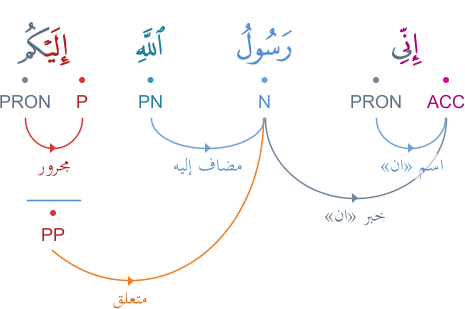 إِنِّي رَسُولُ ٱللَّهِ إِلَيْكُم
PRON P PN N PRON ACC
مجرور مضاف إليه اسم «ان»
خبر «ان»
PP
متعلق